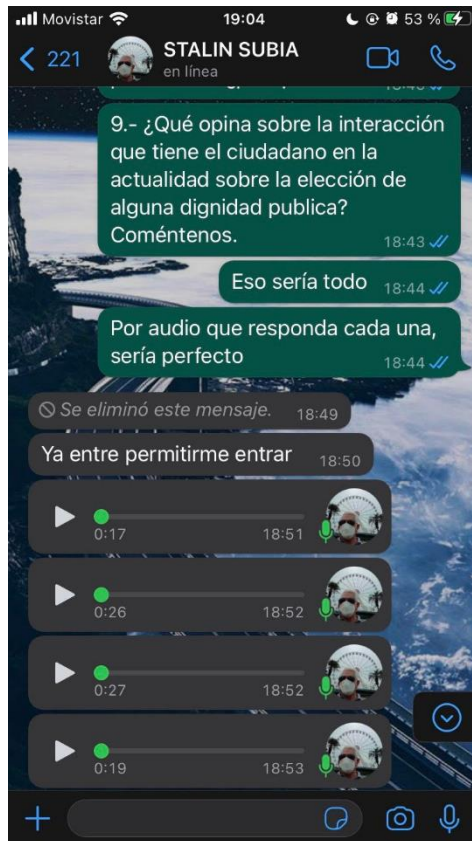 Movistar 19:04 53 %
221 STALIN SUBIA
en línea
9.- ¿Qué opina sobre la interacción
que tiene el ciudadano en la
actualidad sobre la elección de
alguna dignidad publica?
Coméntenos. 18:43
Eso sería todo 18:44
Por audio que responda cada una,
sería perfecto 18:44
Se eliminó este mensaje. 18:49
Ya entre permitirme entrar 18:50
0:17 18:51
0:26 18:52
0:27 18:52
0:19 18:53